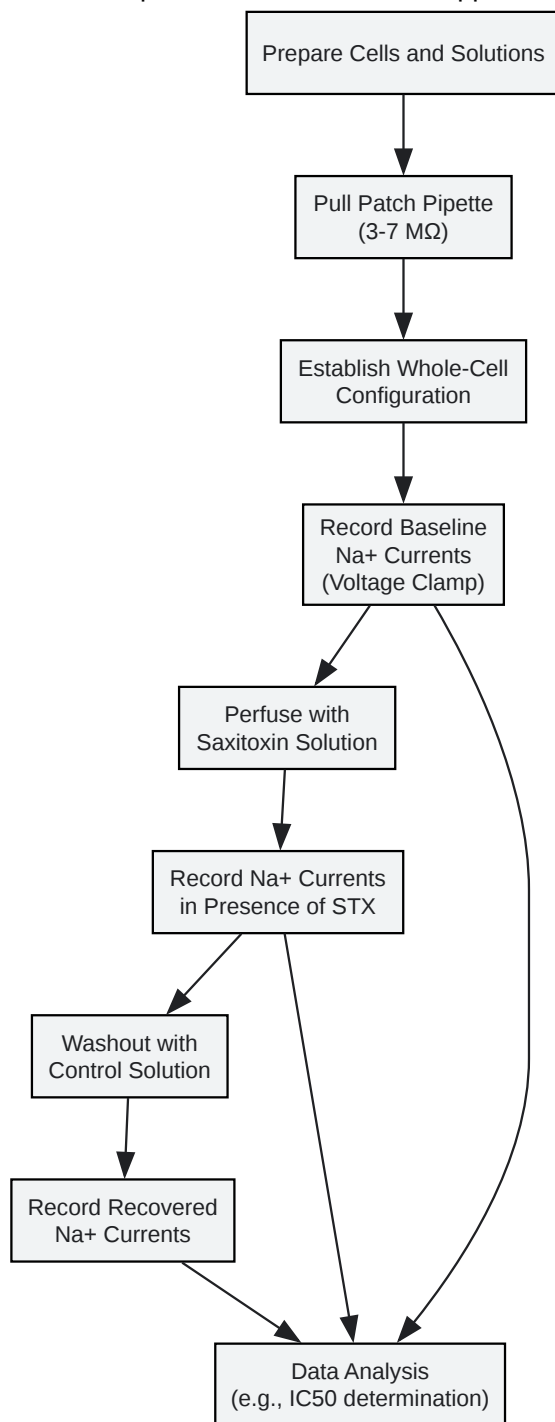 Prepare Cells and Solutions
Pull Patch Pipette
(3-7 MΩ)
Establish Whole-Cell
Configuration
Record Baseline
Na+ Currents
(Voltage Clamp)
Perfuse with
Saxitoxin Solution
Record Na+ Currents
in Presence of STX
Washout with
Control Solution
Record Recovered
Na+ Currents
Data Analysis
(e.g., IC50 determination)